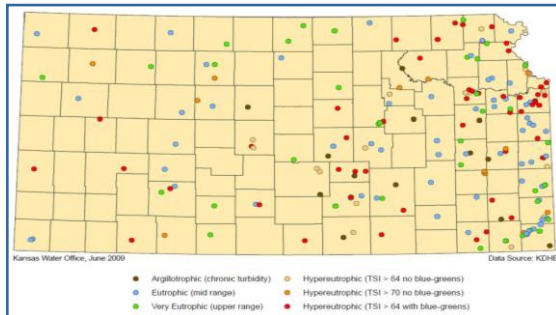 Kansas Water Office, June 2009
Data Source: KDHE
Argillotrophic (chronic turbidity)
Hypereutrophic (TSI > 64 no blue-greens)
Eutrophic (mid range)
Hypereutrophic (TSI > 70 no blue-greens)
Very Eutrophic (upper range)
Hypereutrophic (TSI > 64 with blue-greens)